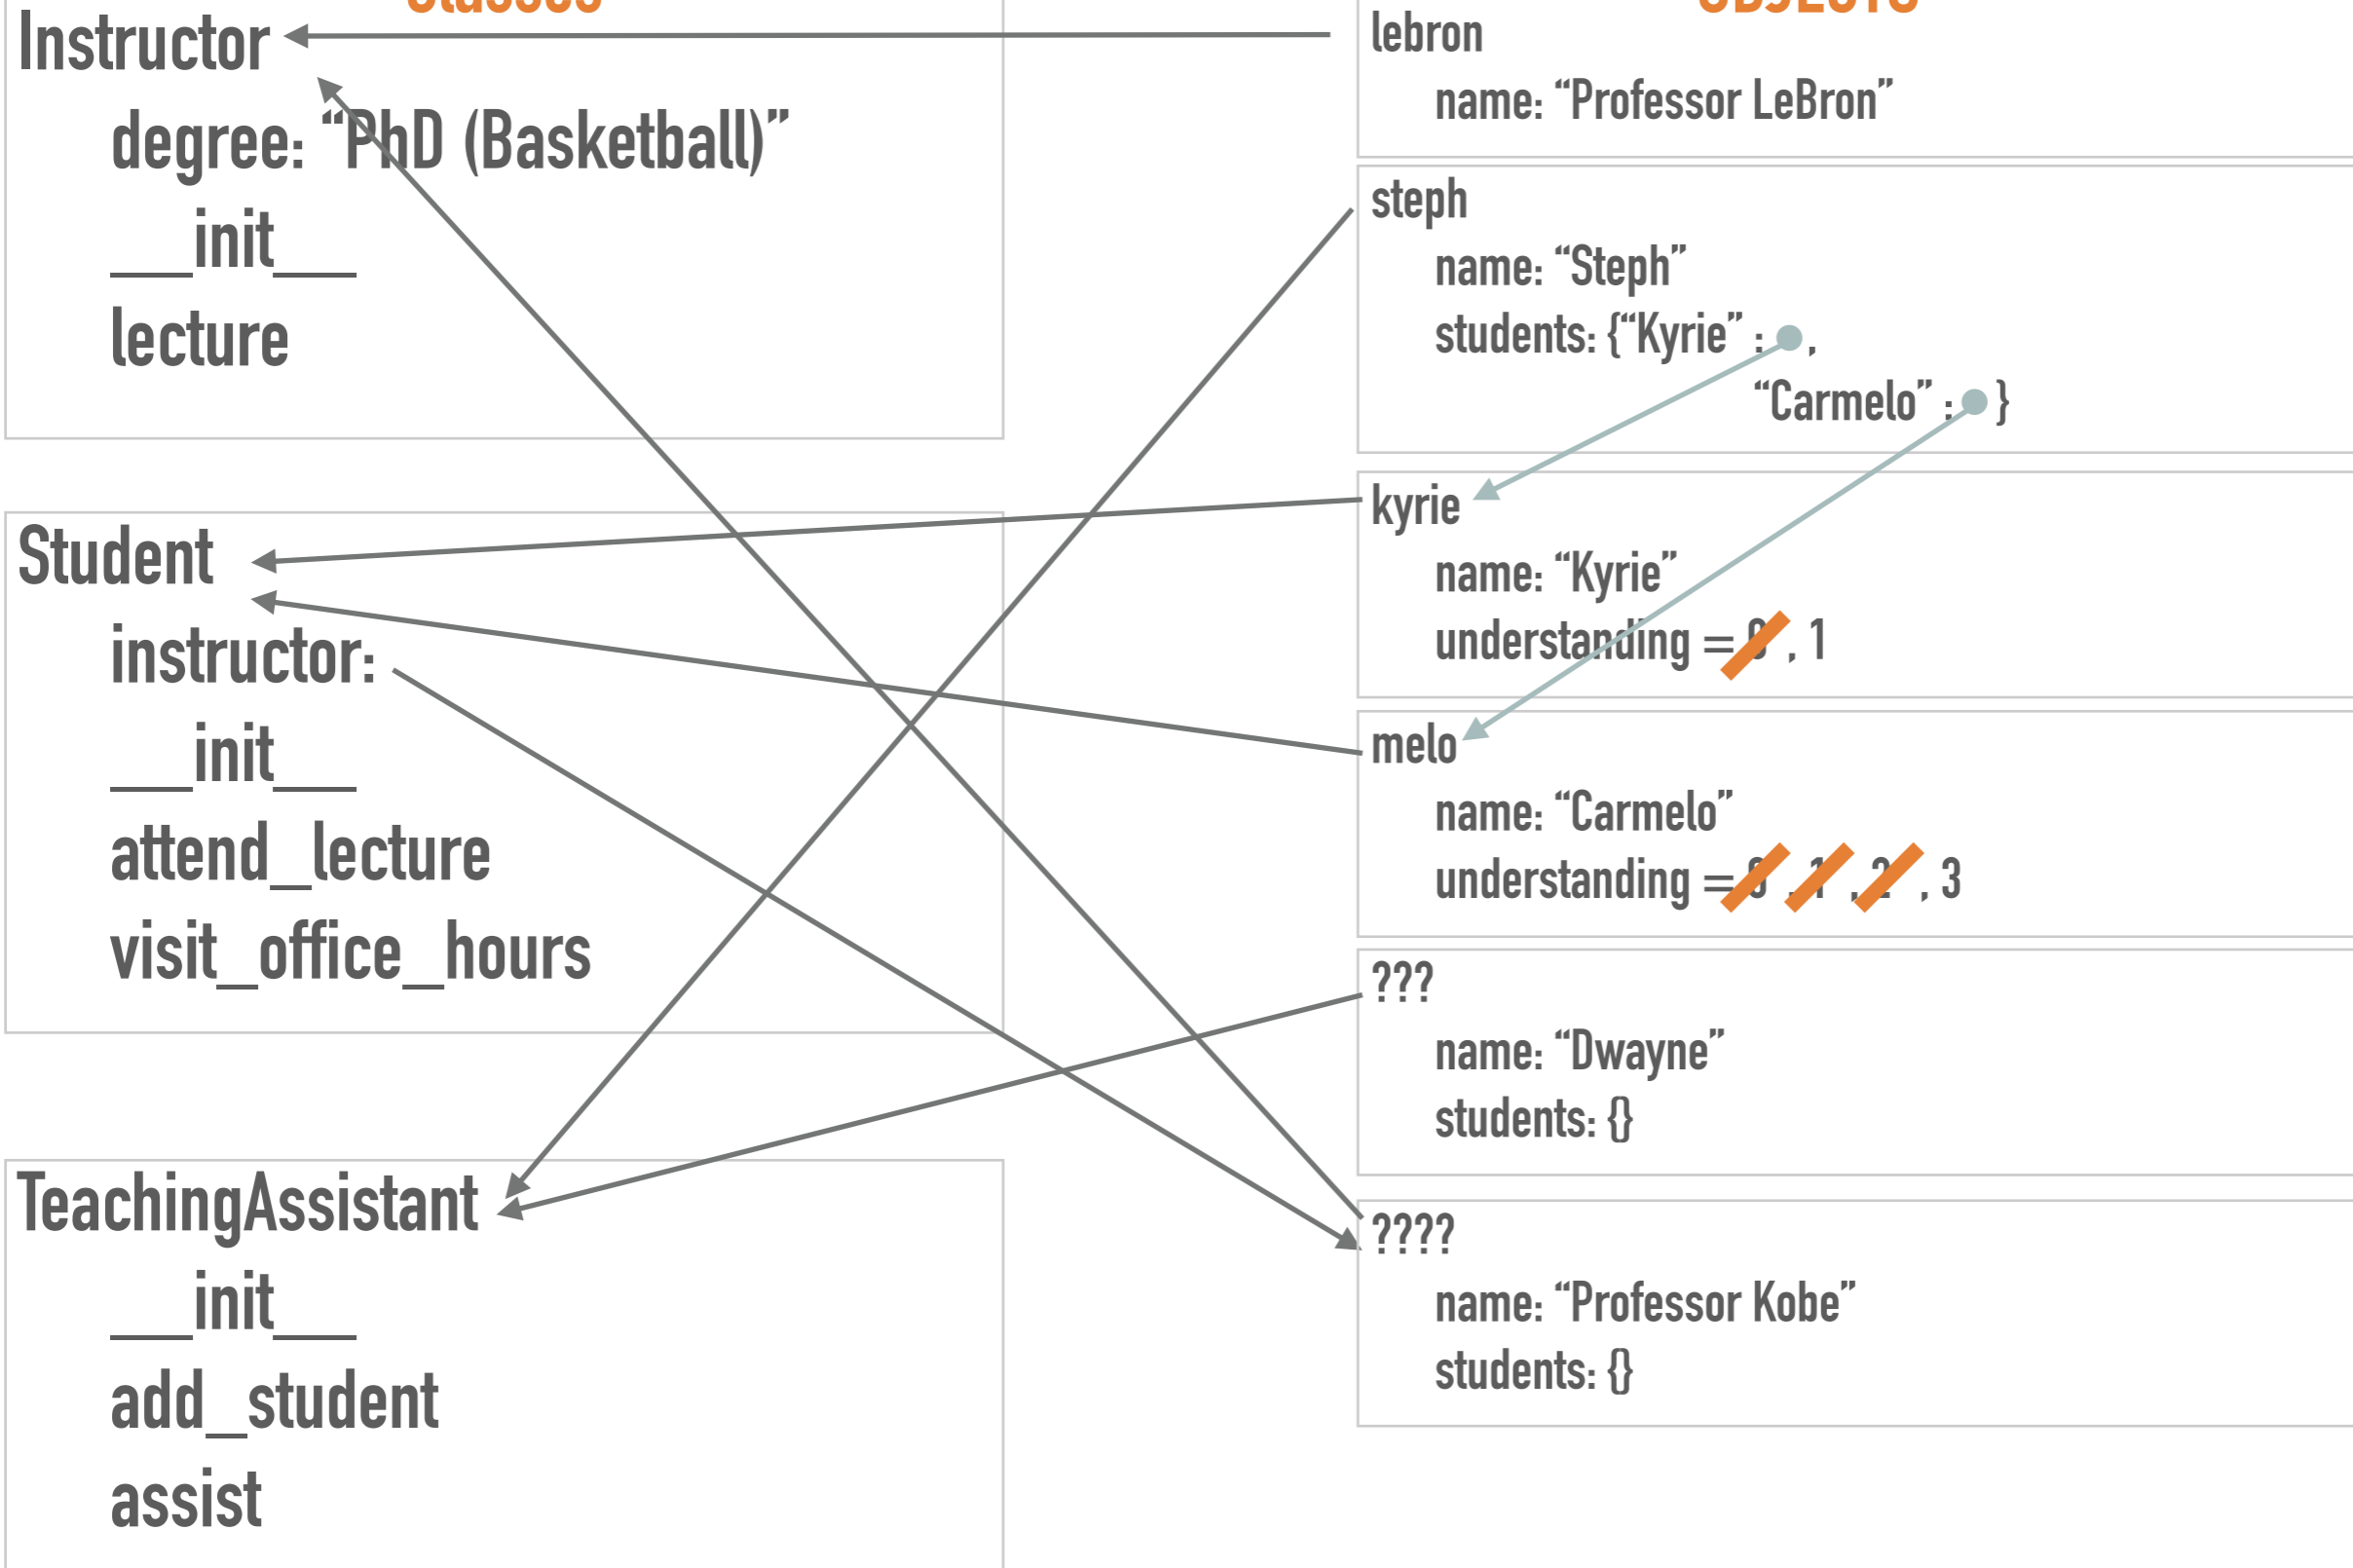 Classes
OBJECTS
Instructor
degree: “PhD (Basketball)”
__init__
lecture
Student
instructor:
__init__
attend_lecture
visit_office_hours
TeachingAssistant
__init__
add_student
assist
lebron
name: “Professor LeBron”
steph
name: “Steph”
students: {“Kyrie” : ,
“Carmelo” : }
kyrie
name: “Kyrie”
understanding = 0 , 1
melo
name: “Carmelo”
understanding = 0 , 1 , 2 , 3
???
name: “Dwayne”
students: {}
????
name: “Professor Kobe”
students: {}